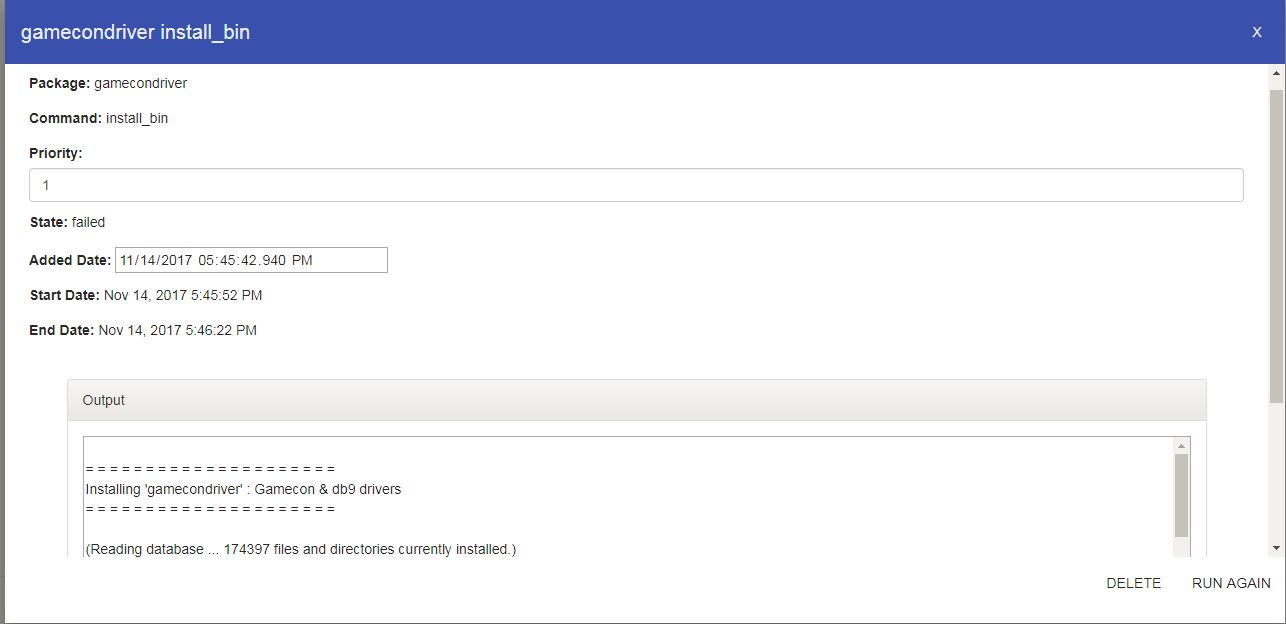 gamecondriver install_bin
X
Package: gamecondriver
Command: install_bin
Priority:
1
State: failed
Added Date: 11/14/2017 05:45:42.940 PM
Start Date: Nov 14, 2017 5:45:52 PM
End Date: Nov 14, 2017 5:46:22 PM
Output
= = = = = = = = = = = = = = = = = = = = =
Installing 'gamecondriver' : Gamecon & db9 drivers
= = = = = = = = = = = = = = = = = = = = =
(Reading database ... 174397 files and directories currently installed.)
DELETE RUN AGAIN